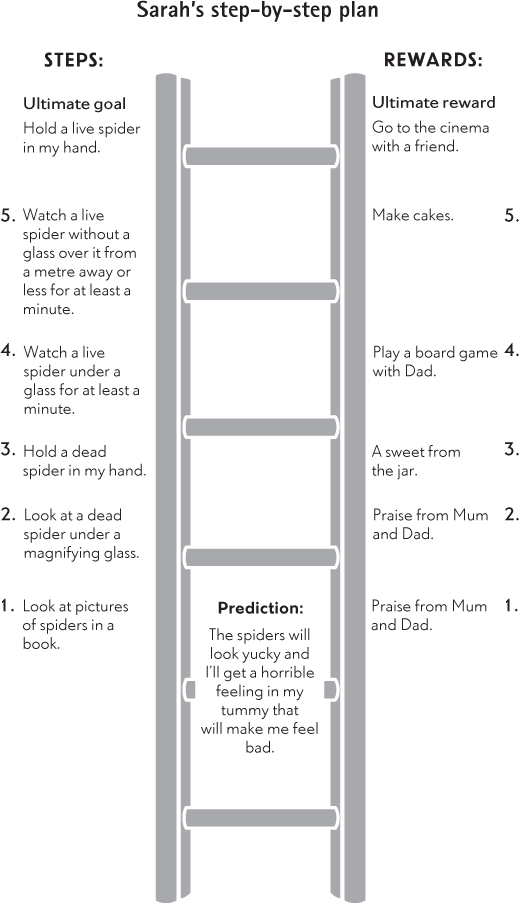 Sarah's step-by-step plan
STEPS:
REWARDS:
Ultimate goal
Hold a live spider
in my hand.
Ultimate reward
Go to the cinema
with a friend.
5. Watch a live
spider without a
glass over it from
a metre away or
less for at least a
minute.
Make cakes. 5.
4. Watch a live
spider under a
glass for at least a
minute.
Play a board game 4.
with Dad.
3. Hold a dead
spider in my hand.
A sweet from 3.
the jar.
2. Look at a dead
spider under a
magnifying glass.
Praise from Mum 2.
and Dad.
1. Look at pictures
of spiders in a
book.
Prediction:
The spiders will
look yucky and
I'll get a horrible
feeling in my
tummy that
will make me feel
bad.
Praise from Mum 1.
and Dad.